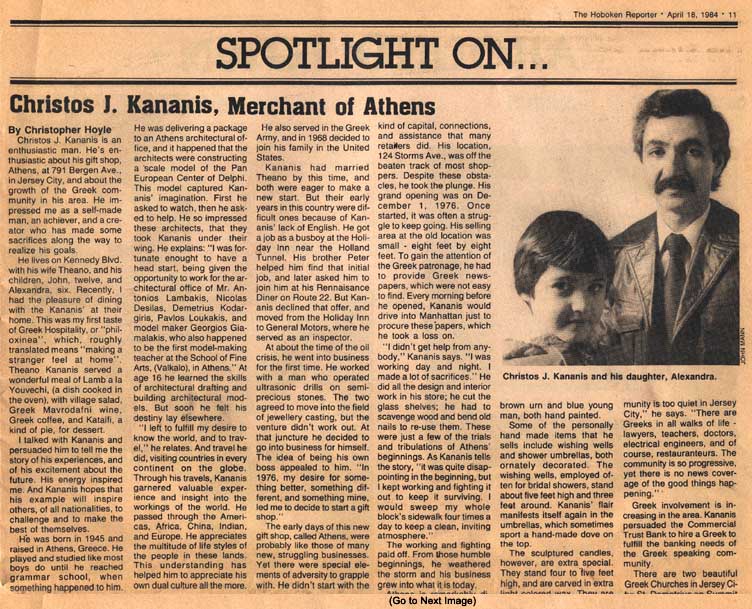 The Hoboken Reporter • April 18, 1984 • 11
SPOTLIGHT ON...
Christos J. Kananis, Merchant of Athens
By Christopher Hoyle
Christos J. Kananis is an
enthusiastic man. He's en-
thusiastic about his gift shop,
Athens, at 791 Bergen Ave.,
in Jersey City, and about the
growth of the Greek com-
munity in his area. He im-
pressed me as a self-made
man, an achiever, and a cre-
ator who has made some
sacrifices along the way to
realize his goals.
He lives on Kennedy Blvd.
with his wife Theano, and his
children, John, twelve, and
Alexandra, six. Recently, I
had the pleasure of dining
with the Kananis' at their
home. This was my first taste
of Greek Hospitality, or "phil-
oxinea", which, roughly
translated means "making a
stranger feel at home".
Theano Kananis served a
wonderful meal of Lamb a la
Youvechi, (a dish cooked in
the oven), with village salad,
Greek Mavrodafni wine,
Greek coffee, and Kataifi, a
kind of pie, for dessert.
I talked with Kananis and
persuaded him to tell me the
story of his experiences, and
of his excitement about the
future. His energy inspired
me. And Kananis hopes that
his example will inspire
others, of all nationalities, to
challenge and to make the
best of themselves.
He was born in 1945 and
raised in Athens, Greece. He
played and studied like most
boys do until he reached
grammar school, when
something happened to him.
He was delivering a package
to an Athens architectural of-
fice, and it happened that the
architects were constructing
a scale model of the Pan
European Center of Delphi.
This model captured Kan-
anis' imagination. First he
asked to watch, then he ask-
ed to help. He so impressed
these architects, that they
took Kananis under their
wing. He explains: "I was for-
tunate enough to have a
head start, being given the
opportunity to work for the ar-
chitectural office of Mr. An-
tonios Lambakis, Nicolas
Desilas, Demetrius Kodar-
giris, Pavlos Loukakis, and
model maker Georgios Gia-
malakis, who also happened
to be the first model-making
teacher at the School of Fine
Arts, (Valkalo), in Athens." At
age 16 he learned the skills
of architectural drafting and
building architectural mod-
els. But soon he felt his
destiny lay elsewhere.
"I left to fulfill my desire to
know the world, and to trav-
el," he relates. And travel he
did, visiting countries in every
continent on the globe.
Through his travels, Kananis
garnered valuable exper-
ience and insight into the
workings of the world. He
passed through the Ameri-
cas, Africa, China, Indian,
and Europe. He appreciates
the multitude of life styles of
the people in these lands.
This understanding has
helped him to appreciate his
own dual culture all the more.
He also served in the Greek
Army, and in 1968 decided to
join his family in the United
States.
Kananis had married
Theano by this time, and
both were eager to make a
new start. But their early
years in this country were dif-
ficult ones because of Kan-
anis' lack of English. He got
a job as a busboy at the Holi-
day Inn near the Holland
Tunnel. His brother Peter
helped him find that initial
job, and later asked him to
join him at his Rennaisance
Diner on Route 22. But Kan-
anis declined that offer, and
moved from the Holiday Inn
to General Motors, where he
served as an inspector.
At about the time of the oil
crisis, he went into business
for the first time. He worked
with a man who operated
ultrasonic drills on semi-
precious stones. The two
agreed to move into the field
of jewellery casting, but the
venture didn't work out. At
that juncture he decided to
go into business for himself.
The idea of being his own
boss appealed to him. "In
1976, my desire for some-
thing better, something dif-
ferent, and something mine,
led me to decide to start a gift
shop."
The early days of this new
gift shop, called Athens, were
probably like those of many
new, struggling businesses.
Yet there were special ele-
ments of adversity to grapple
with. He didn't start with the
kind of capital, connections,
and assistance that many
retailers did. His location,
124 Storms Ave., was off the
beaten track of most shop-
pers. Despite these obsta-
cles, he took the plunge. His
grand opening was on De-
cember 1, 1976. Once
started, it was often a strug-
gle to keep going. His selling
area at the old location was
small - eight feet by eight
feet. To gain the attention of
the Greek patronage, he had
to provide Greek news-
papers, which were not easy
to find. Every morning before
he opened, Kananis would
drive into Manhattan just to
procure these papers, which
he took a loss on.
"I didn't get help from any-
body," Kananis says. "I was
working day and night. I
made a lot of sacrifices." He
did all the design and interior
work in his store; he cut the
glass shelves; he had to
scavenge wood and bend old
nails to re-use them. These
were just a few of the trials
and tribulations of Athens'
beginnings. As Kananis tells
the story, "it was quite disap-
pointing in the beginning, but
I kept working and fighting it
out to keep it surviving. I
would sweep my whole
block's sidewalk four times a
day to keep a clean, inviting
atmosphere."
The working and fighting
paid off. From those humble
beginnings, he weathered
the storm and his business
grew into what it is today.
JOHN MANN
Christos J. Kananis and his daughter, Alexandra.
brown urn and blue young
man, both hand painted.
Some of the personally
hand made items that he
sells include wishing wells
and shower umbrellas, both
ornately decorated. The
wishing wells, employed of-
ten for bridal showers, stand
about five feet high and three
feet around. Kananis' flair
manifests itself again in the
umbrellas, which sometimes
sport a hand-made dove on
the top.
The sculptured candles,
however, are extra special.
They stand four to five feet
high, and are carved in extra
munity is too quiet in Jersey
City," he says. "There are
Greeks in all walks of life -
lawyers, teachers, doctors,
electrical engineers, and of
course, restauranteurs. The
community is so progressive,
yet there is no news cover-
age of the good things hap-
pening."
Greek involvement is in-
creasing in the area. Kananis
persuaded the Commercial
Trust Bank to hire a Greek to
fulfill the banking needs of
the Greek speaking com-
munity.
There are two beautiful
Greek Churches in Jersey Ci-
(Go to Next Image)